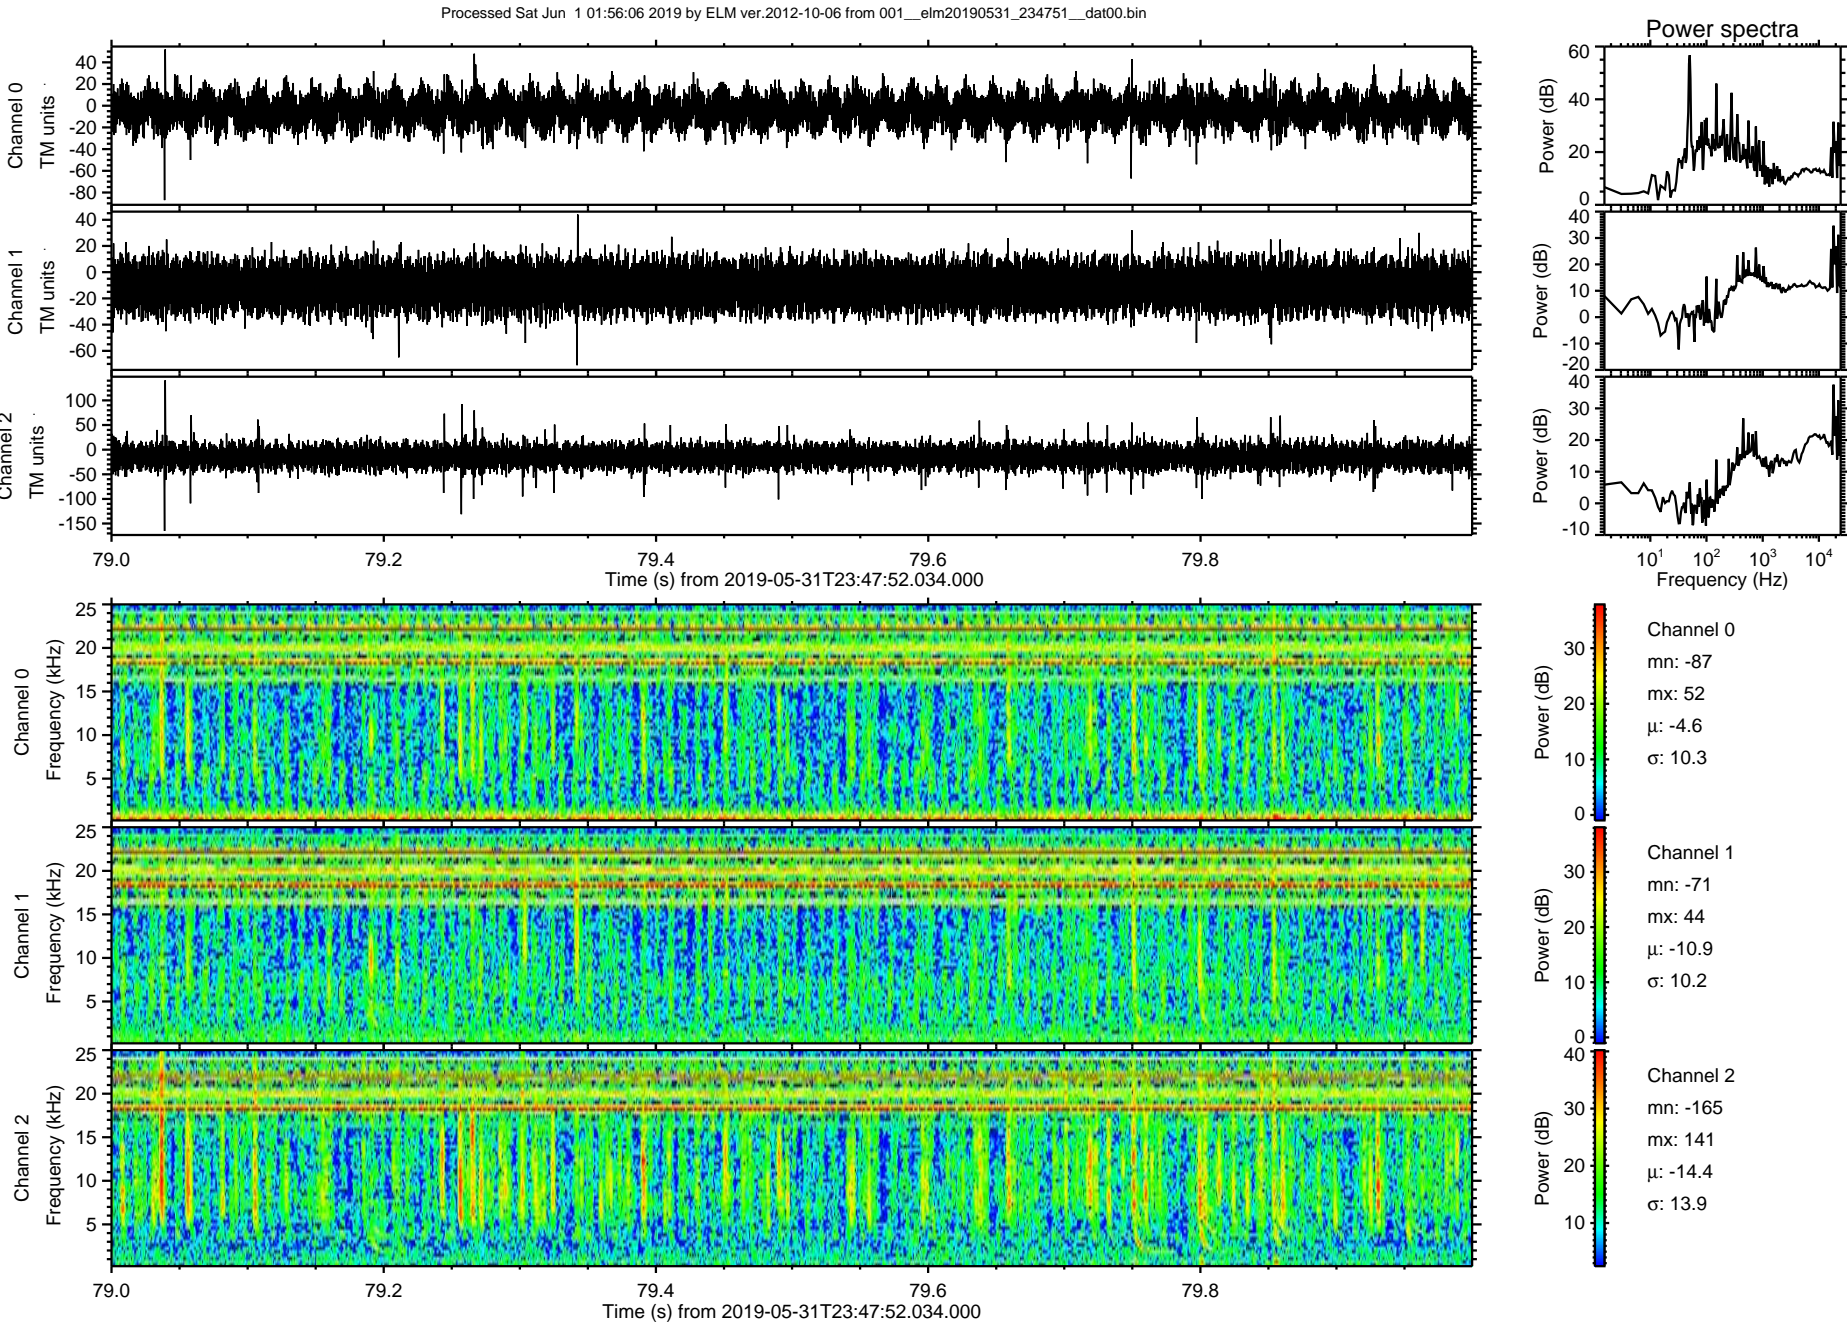 Processed Sat Jun 1 01:56:06 2019 by ELM ver.2012-10-06 from 001__elm20190531_234751__dat00.bin
Power spectra
Channel 0
TM units
40
20
0
-20
-40
-60
-80
Power (dB)
60
40
20
0
Channel 1
TM units
40
20
0
-20
-40
-60
Power (dB)
40
30
20
10
0
-10
-20
Channel 2
TM units
100
50
0
-50
-100
-150
Power (dB)
40
30
20
10
0
-10
79.0 79.2 79.4 79.6 79.8
Time (s) from 2019-05-31T23:47:52.034.000
10^1 10^2 10^3 10^4
Frequency (Hz)
Channel 0
Frequency (kHz)
25
20
15
10
5
Power (dB)
30
20
10
0
Channel 0
mn: -87
mx: 52
μ: -4.6
σ: 10.3
Channel 1
Frequency (kHz)
25
20
15
10
5
Power (dB)
30
20
10
0
Channel 1
mn: -71
mx: 44
μ: -10.9
σ: 10.2
Channel 2
Frequency (kHz)
25
20
15
10
5
Power (dB)
40
30
20
10
Channel 2
mn: -165
mx: 141
μ: -14.4
σ: 13.9
79.0 79.2 79.4 79.6 79.8
Time (s) from 2019-05-31T23:47:52.034.000